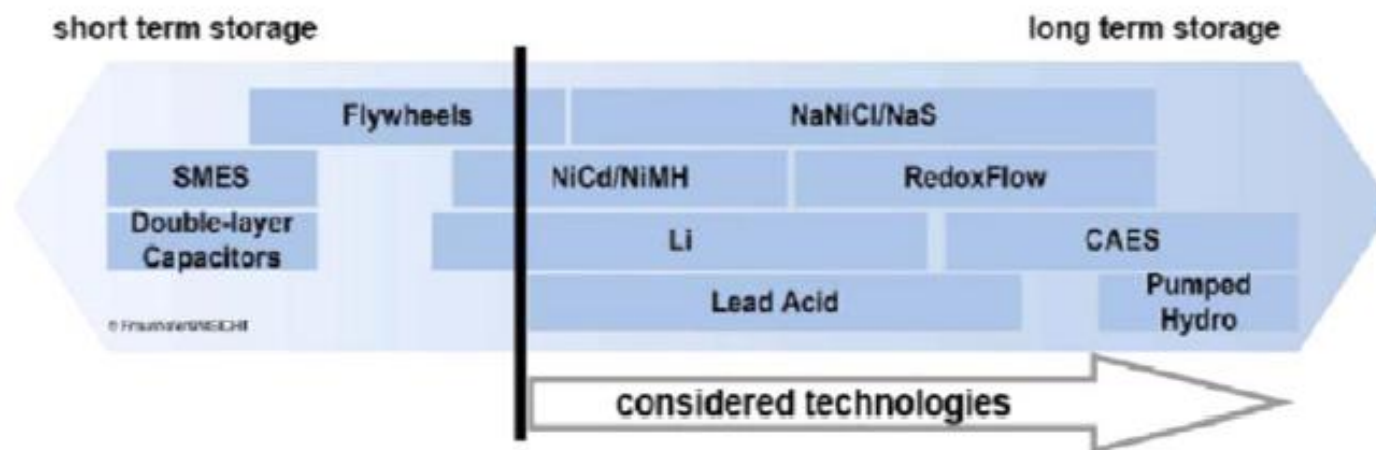 short term storage
long term storage
Flywheels
NaNiCl/NaS
SMES
NiCd/NiMH
RedoxFlow
Double-layer
Capacitors
Li
CAES
Lead Acid
Pumped
Hydro
considered technologies